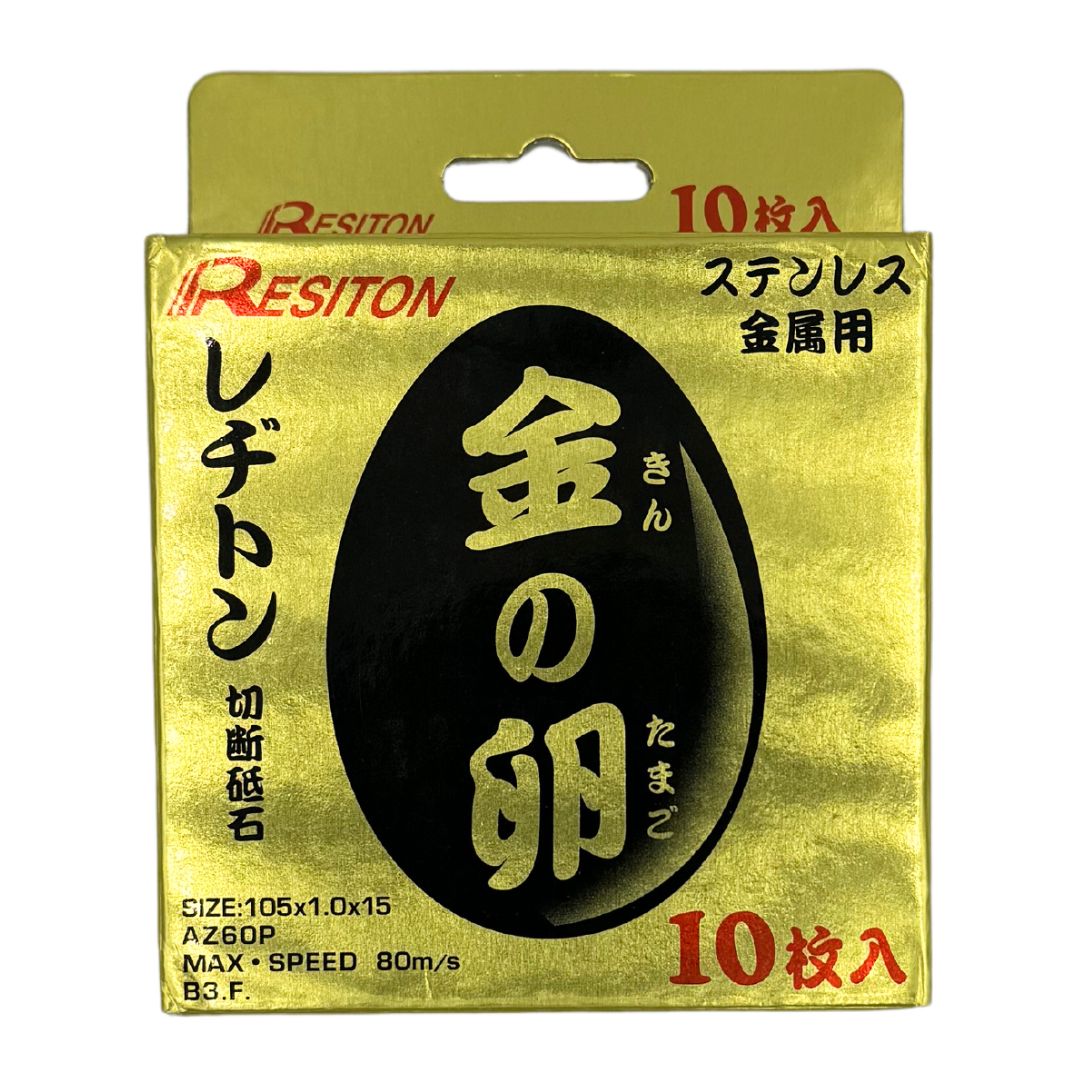 RESITON
10枚入
RESITON
ステンレス
金属用
レヂトン
切断砥石
金の卵
きん
たまご
SIZE:105x1.0x15
AZ60P
MAX・SPEED 80m/s
B3.F.
10枚入